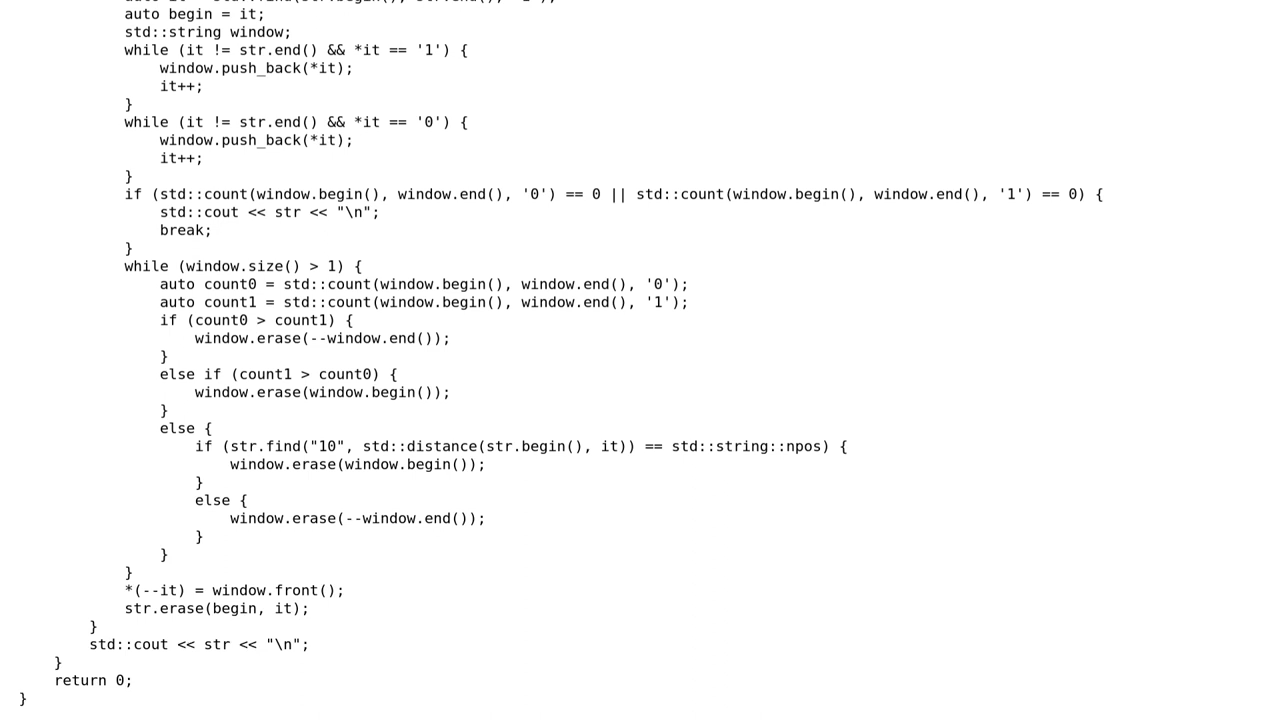 auto begin = it;
std::string window;
while (it != str.end() && *it == '1') {
window.push_back(*it);
it++;
}
while (it != str.end() && *it == '0') {
window.push_back(*it);
it++;
}
if (std::count(window.begin(), window.end(), '0') == 0 || std::count(window.begin(), window.end(), '1') == 0) {
std::cout << str << "\n";
break;
}
while (window.size() > 1) {
auto count0 = std::count(window.begin(), window.end(), '0');
auto count1 = std::count(window.begin(), window.end(), '1');
if (count0 > count1) {
window.erase(--window.end());
}
else if (count1 > count0) {
window.erase(window.begin());
}
else {
if (str.find("10", std::distance(str.begin(), it)) == std::string::npos) {
window.erase(window.begin());
}
else {
window.erase(--window.end());
}
}
}
*(--it) = window.front();
str.erase(begin, it);
}
std::cout << str << "\n";
}
return 0;
}